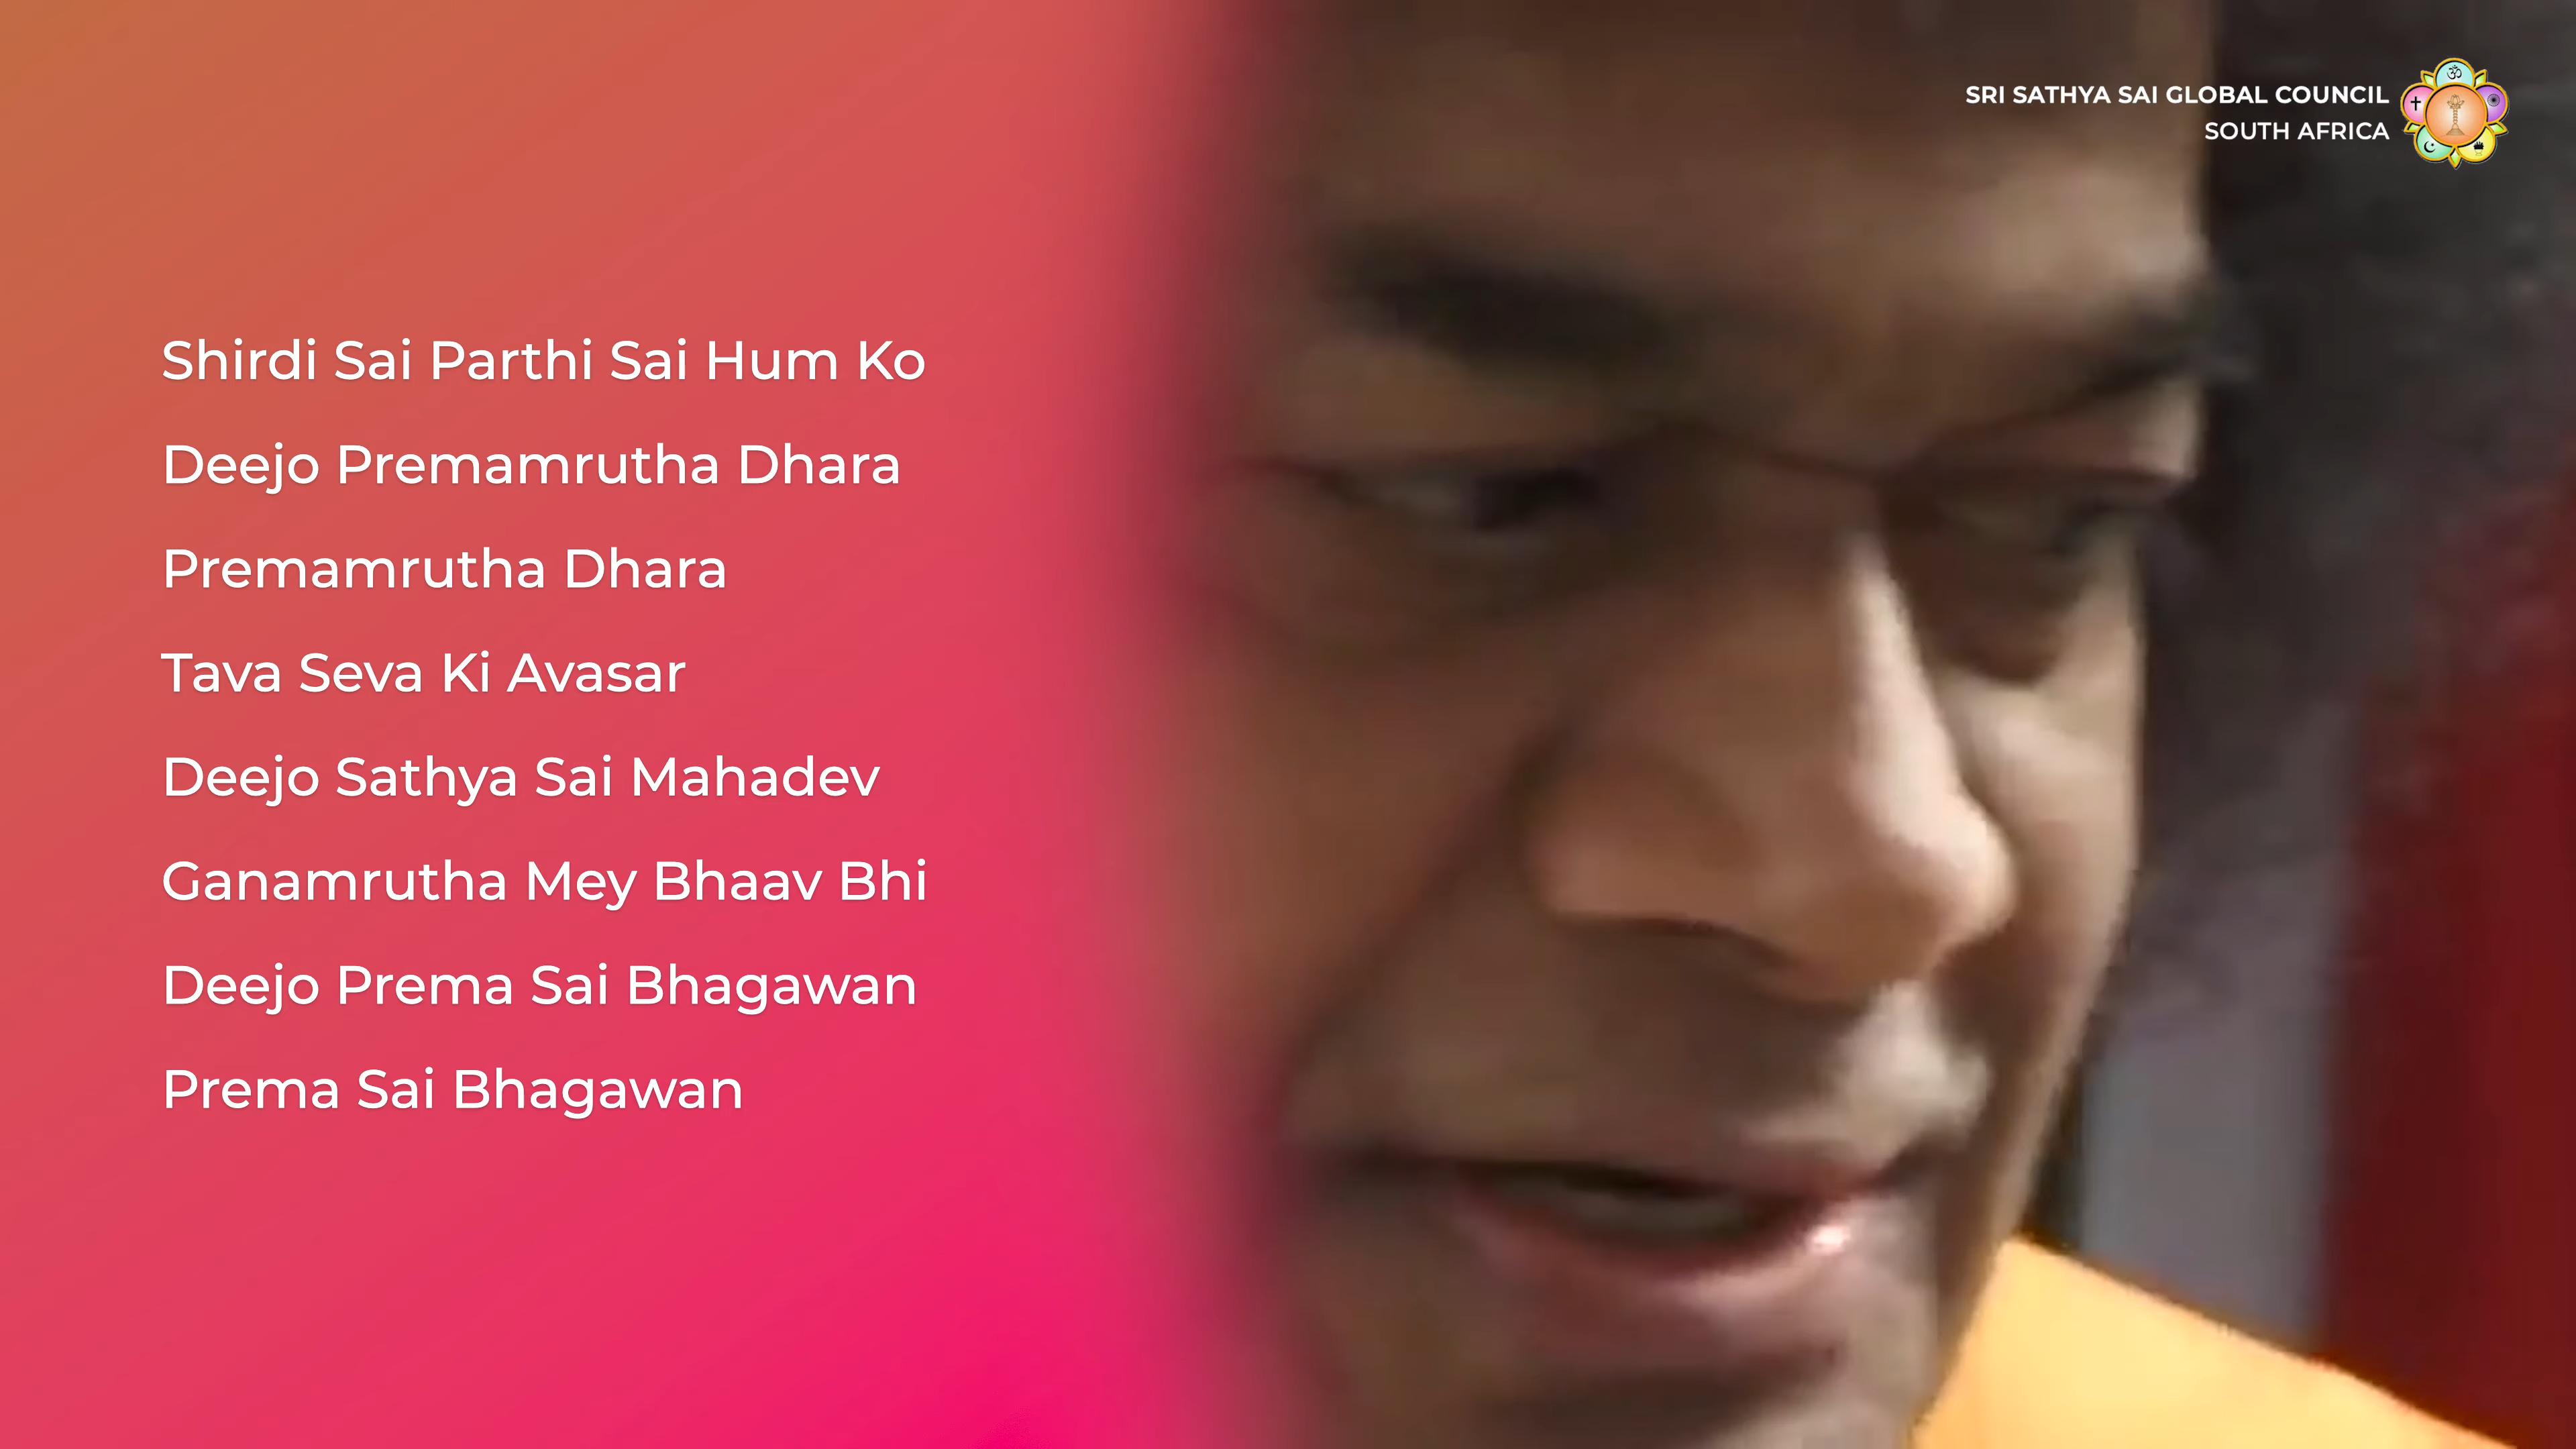 SRI SATHYA SAI GLOBAL COUNCIL
SOUTH AFRICA
Shirdi Sai Parthi Sai Hum Ko
Deejo Premamrutha Dhara
Premamrutha Dhara
Tava Seva Ki Avasar
Deejo Sathya Sai Mahadev
Ganamrutha Mey Bhaav Bhi
Deejo Prema Sai Bhagawan
Prema Sai Bhagawan